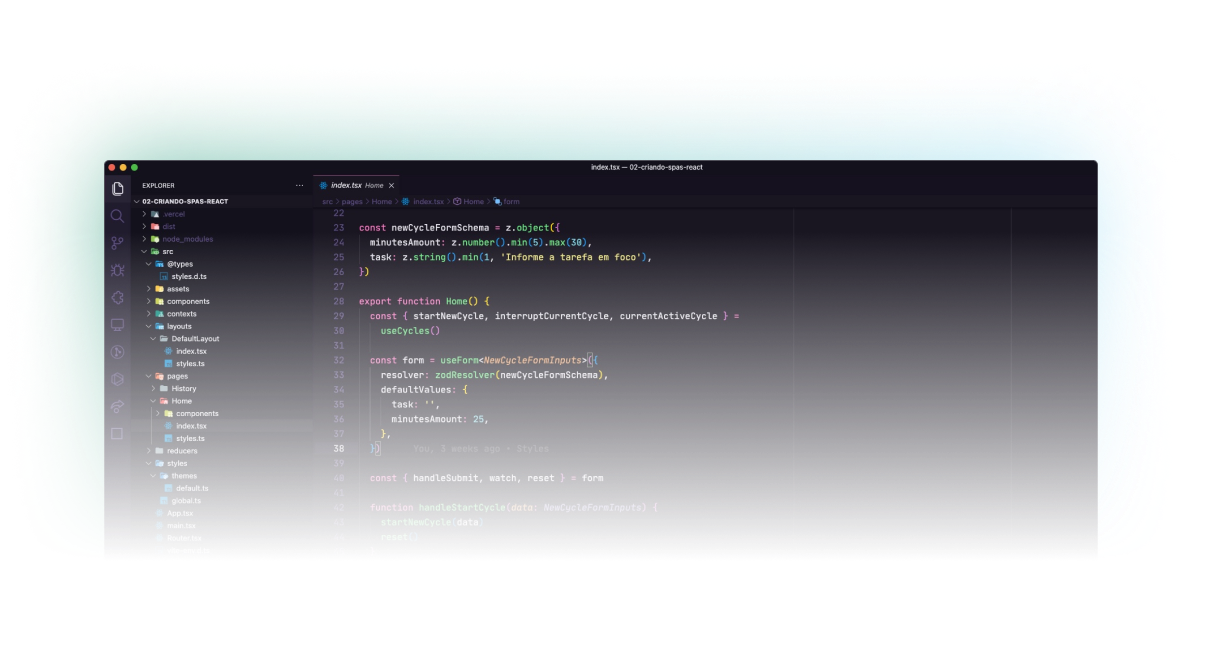 index.tsx — 02-criando-spas-react
EXPLORER
···
02-CRIANDO-SPAS-REACT
.vercel
dist
node_modules
src
@types
styles.d.ts
assets
components
contexts
layouts
DefaultLayout
index.tsx
styles.ts
pages
History
Home
components
index.tsx
styles.ts
reducers
styles
themes
default.ts
global.ts
App.tsx
main.tsx
index.tsx Home ×
src > pages > Home > index.tsx > Home > form
22
23 const newCycleFormSchema = z.object({
24 minutesAmount: z.number().min(5).max(30),
25 task: z.string().min(1, 'Informe a tarefa em foco'),
26 })
27
28 export function Home() {
29 const { startNewCycle, interruptCurrentCycle, currentActiveCycle } =
30 useCycles()
31
32 const form = useForm<NewCycleFormInputs>({
33 resolver: zodResolver(newCycleFormSchema),
34 defaultValues: {
35 task: '',
36 minutesAmount: 25,
37 },
38 }) You, 3 weeks ago · Styles
39
40 const { handleSubmit, watch, reset } = form
41
42 function handleStartCycle(data: NewCycleFormInputs) {
43 startNewCycle(data)
reset()